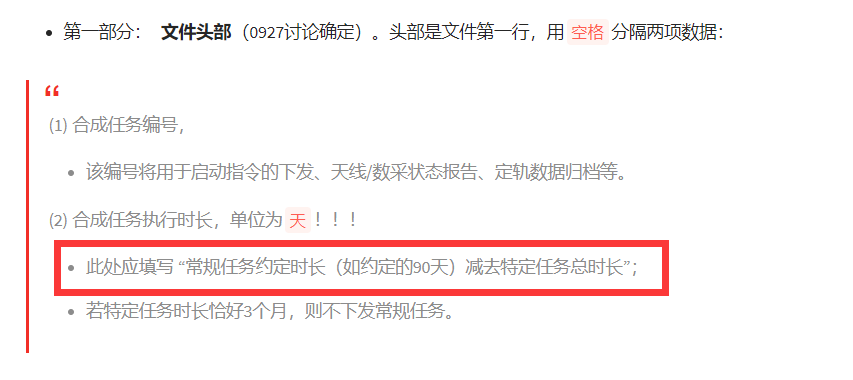 • 第一部分： 文件头部（0927讨论确定）。头部是文件第一行，用 空格 分隔两项数据：
“
(1) 合成任务编号，
• 该编号将用于启动指令的下发、天线/数采状态报告、定轨数据归档等。
(2) 合成任务执行时长，单位为 天！！！
• 此处应填写 “常规任务约定时长（如约定的90天）减去特定任务总时长”；
• 若特定任务时长恰好3个月，则不下发常规任务。